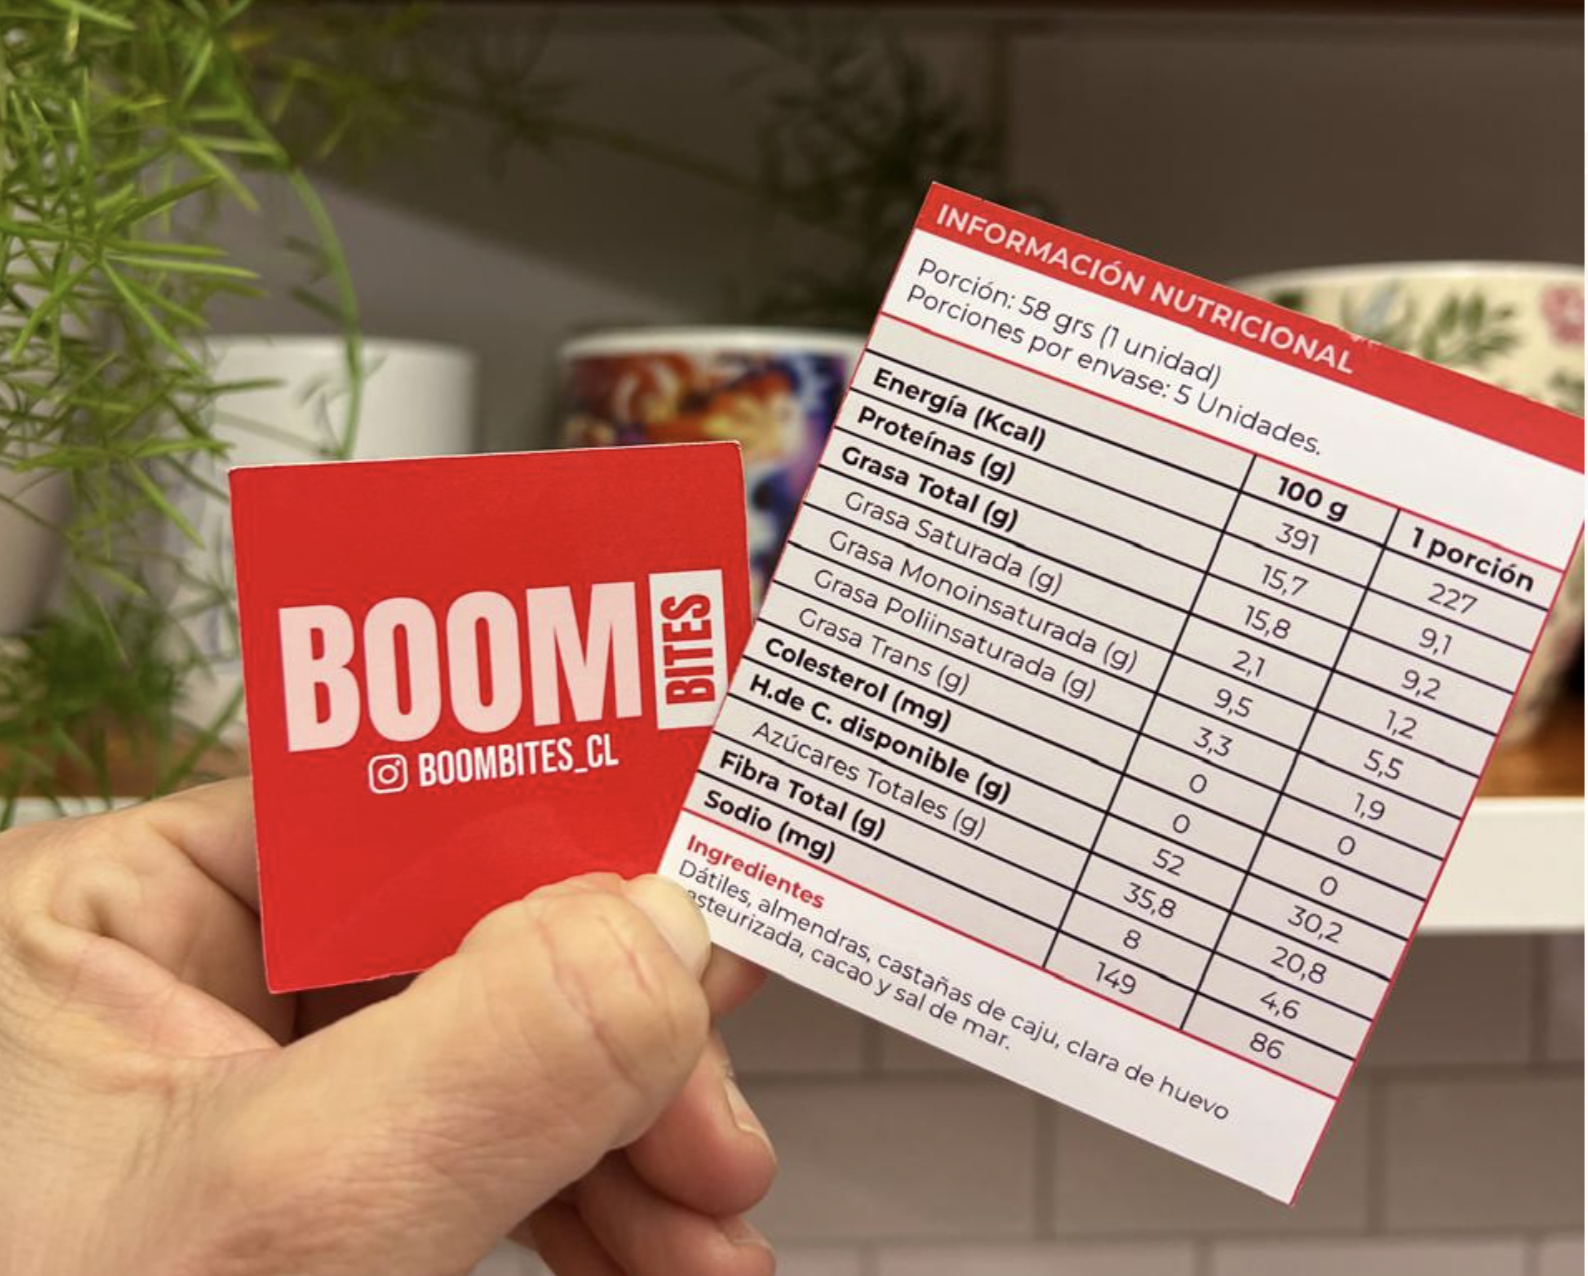 BOOM
BITES
BOOMBITES_CL
INFORMACIÓN NUTRICIONAL
Porción: 58 grs (1 unidad)
Porciones por envase: 5 Unidades.
100 g 1 porción
Energía (Kcal) 391 227
Proteínas (g) 15,7 9,1
Grasa Total (g) 15,8 9,2
Grasa Saturada (g) 2,1 1,2
Grasa Monoinsaturada (g) 9,5 5,5
Grasa Poliinsaturada (g) 3,3 1,9
Grasa Trans (g) 0 0
Colesterol (mg) 0 0
H.de C. disponible (g) 52 30,2
Azúcares Totales (g) 35,8 20,8
Fibra Total (g) 8 4,6
Sodio (mg) 149 86
Ingredientes
Dátiles, almendras, castañas de caju, clara de huevo
asteurizada, cacao y sal de mar.